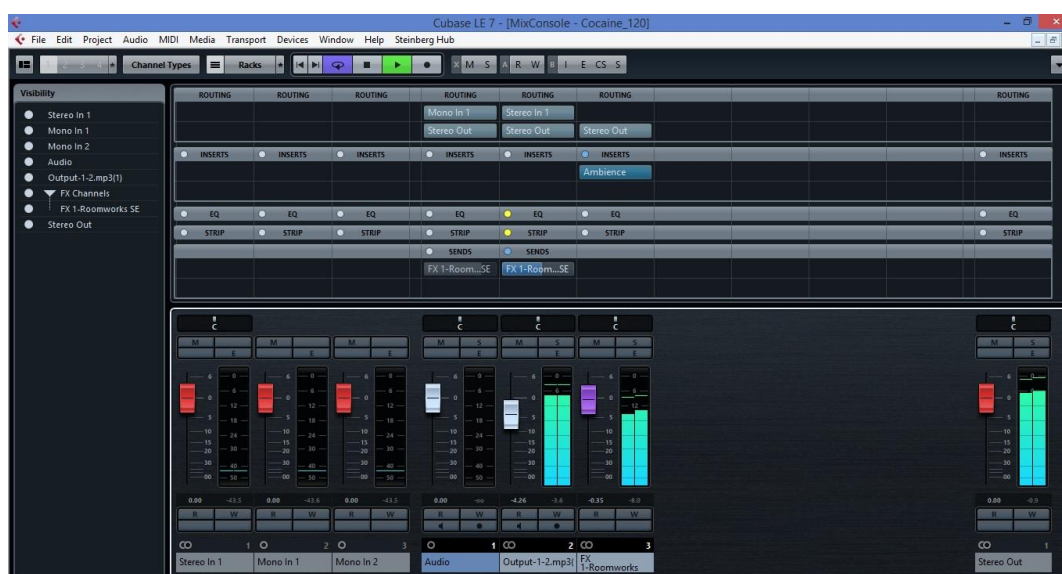 Cubase LE 7 - [MixConsole - Cocaine_120]
File Edit Project Audio MIDI Media Transport Devices Window Help Steinberg Hub
1 2 3 4 Channel Types Racks M S A R W B I E CS S
Visibility
Stereo In 1
Mono In 1
Mono In 2
Audio
Output-1-2.mp3(1)
FX Channels
FX 1-Roomworks SE
Stereo Out
ROUTING ROUTING ROUTING ROUTING ROUTING ROUTING ROUTING
Mono In 1 Stereo In 1
Stereo Out Stereo Out Stereo Out
INSERTS INSERTS INSERTS INSERTS INSERTS INSERTS INSERTS
Ambience
EQ EQ EQ EQ EQ EQ EQ
STRIP STRIP STRIP STRIP STRIP STRIP STRIP
SENDS SENDS
FX 1-Room...SE FX 1-Room...SE
C C C C C
M M M M S M S M S M S
E E E E E E E
0.00 -43.5 0.00 -43.6 0.00 -43.5 0.00 -oo -4.26 -3.6 -0.35 -8.0 0.00 -0.9
R W R W R W R W R W R W R W
1 2 3 1 2 3 1
Stereo In 1 Mono In 1 Mono In 2 Audio Output-1-2.mp3( FX 1-Roomworks Stereo Out